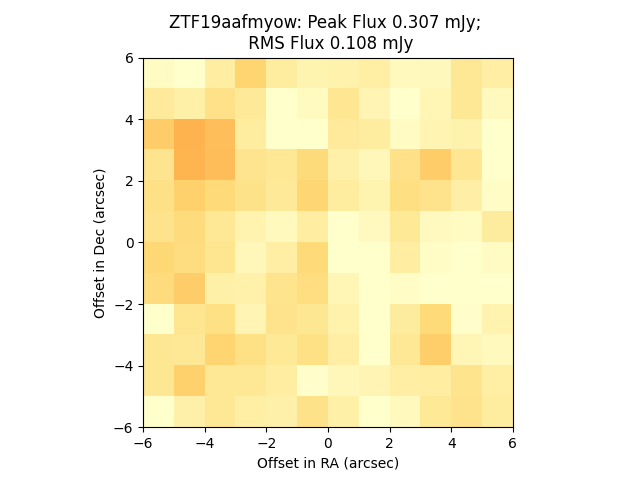 ZTF19aafmyow: Peak Flux 0.307 mJy;
RMS Flux 0.108 mJy
6
4
2
0
−2
−4
−6
Offset in Dec (arcsec)
−6 −4 −2 0 2 4 6
Offset in RA (arcsec)